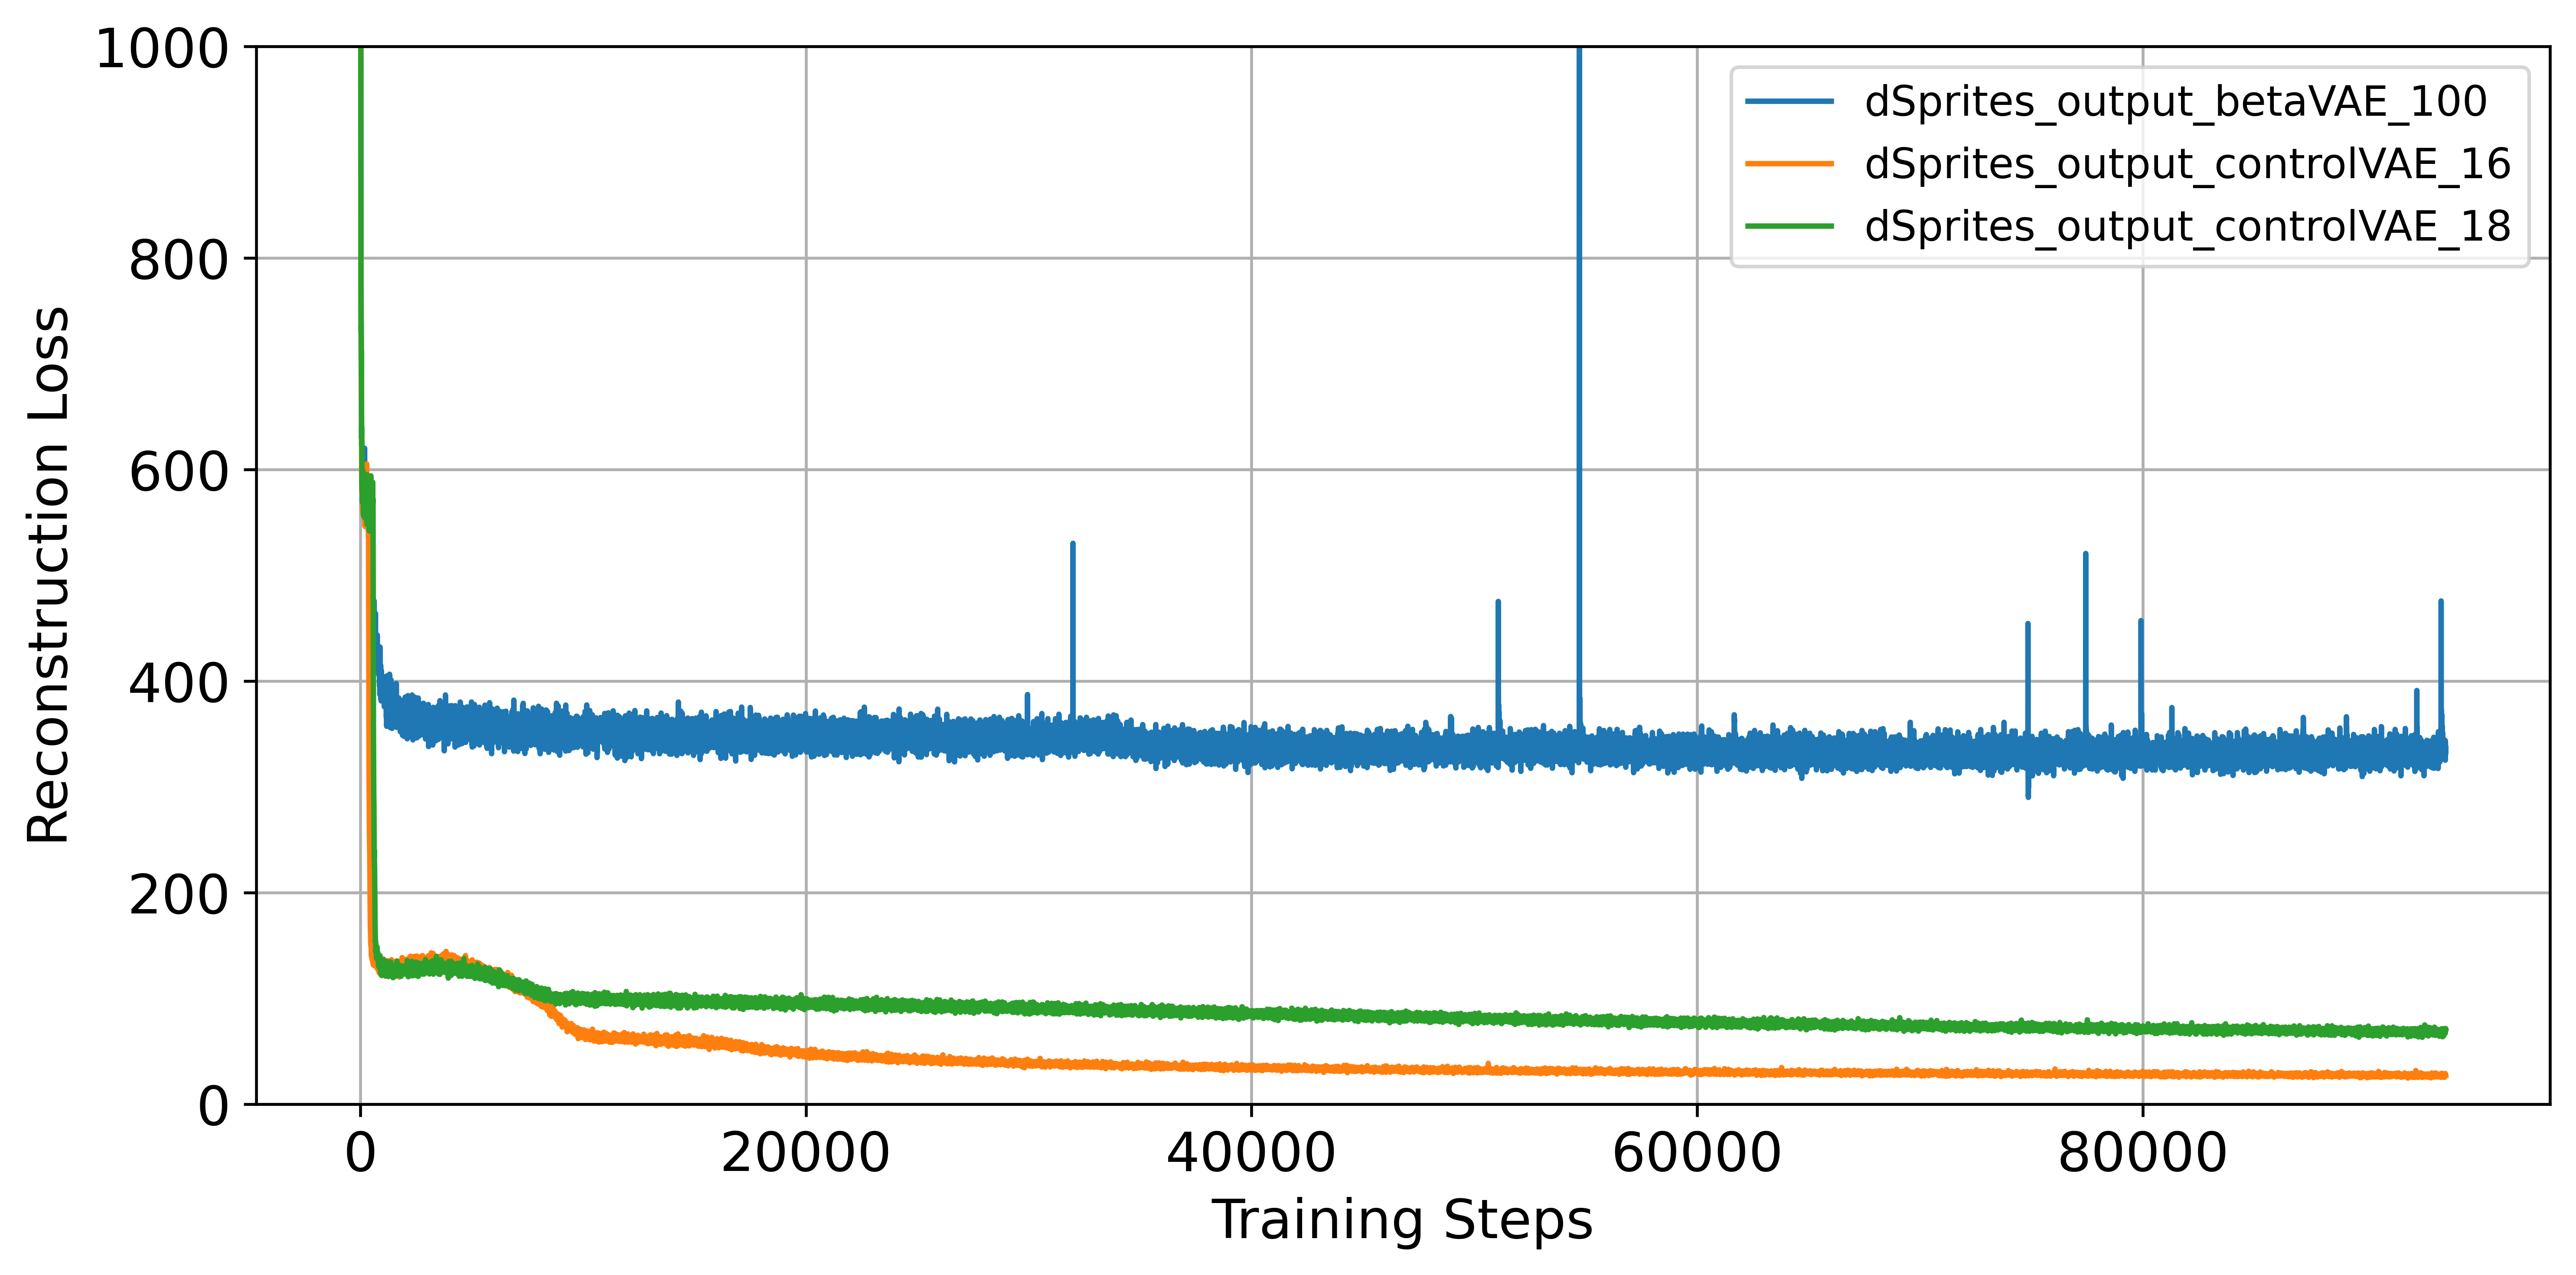 Reconstruction Loss
1000
800
600
400
200
0
dSprites_output_betaVAE_100
dSprites_output_controlVAE_16
dSprites_output_controlVAE_18
0 20000 40000 60000 80000
Training Steps